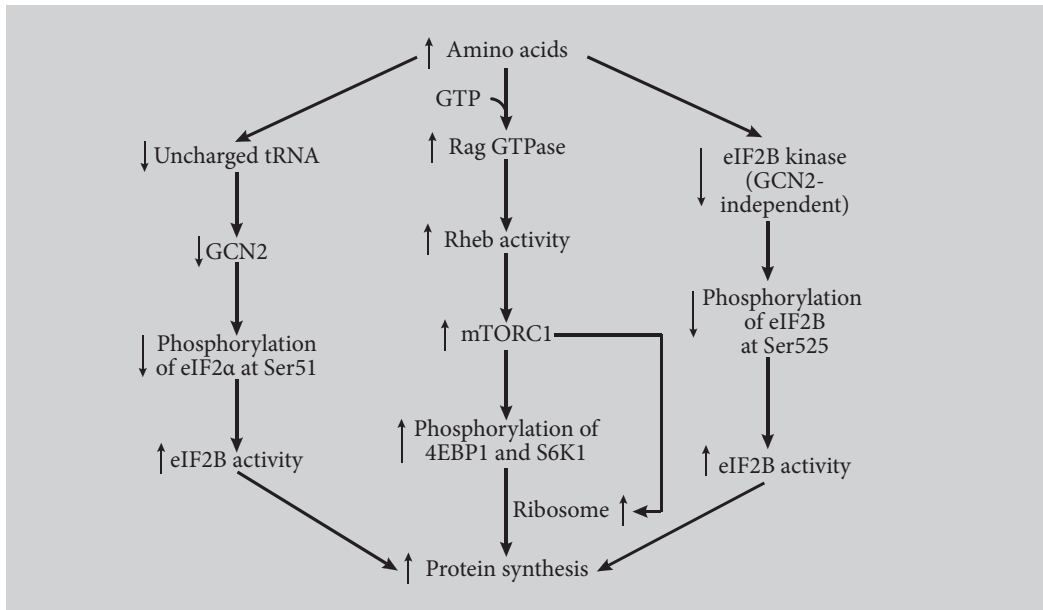 Amino acids
GTP
Rag GTPase
Rheb activity
mTORC1
Phosphorylation of
4EBP1 and S6K1
Ribosome
Uncharged tRNA
GCN2
Phosphorylation
of eIF2α at Ser51
eIF2B activity
eIF2B kinase
(GCN2-
independent)
Phosphorylation
of eIF2B
at Ser525
eIF2B activity
Protein synthesis